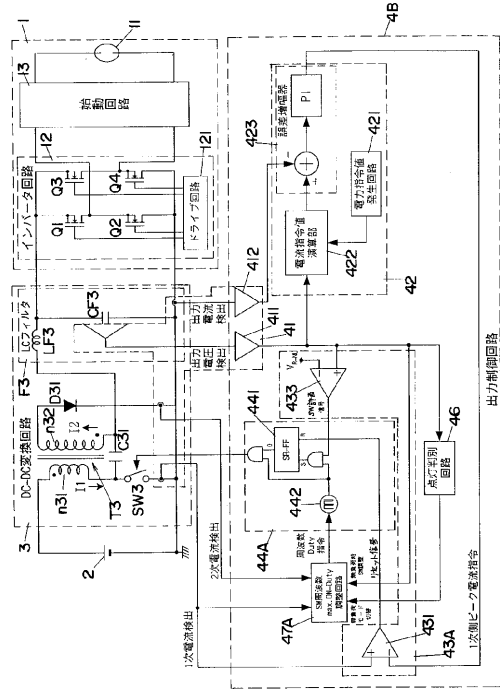 1
13
11
始動回路
12
インバータ回路
Q3
Q4
Q1
Q2
121
ドライブ回路
LCフィルタ
CF3
LF3
F3
DC-DC変換回路
D31
n32
I2
C31
n31
I1
T3
SW3
3
2
1次電流検出
2次電流検出
出力電流検出
出力電圧検出
412
411
41
4B
423
誤差増幅器
PI
421
電力指令値発生回路
電流指令値演算部
422
42
433
441
SR-FF
442
44A
周波数
Duty
指令
SW周波数
max.ON-Duty
調整回路
47A
リセット信号
431
43A
46
点灯判別回路
1次側ピーク電流指令
出力制御回路